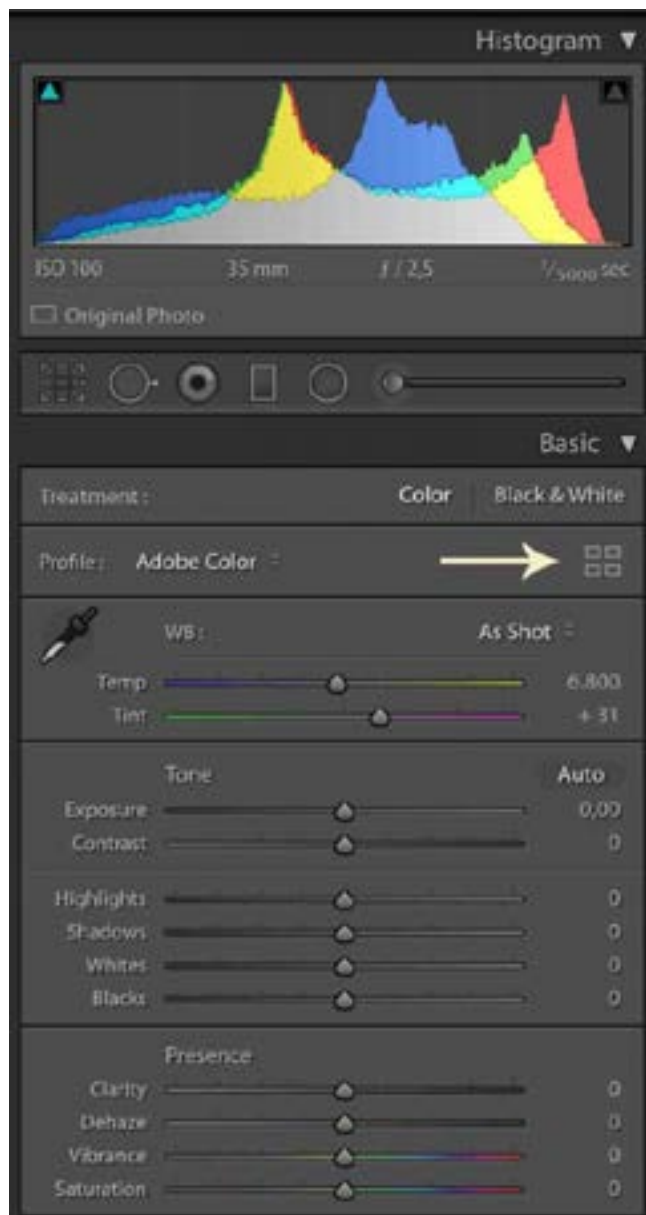 Histogram
ISO 100 35 mm f / 2,5 1/5000 sec
Original Photo
Basic
Treatment : Color Black & White
Profile : Adobe Color
WB : As Shot
Temp 6.800
Tint + 31
Tone Auto
Exposure 0,00
Contrast 0
Highlights 0
Shadows 0
Whites 0
Blacks 0
Presence
Clarity 0
Dehaze 0
Vibrance 0
Saturation 0